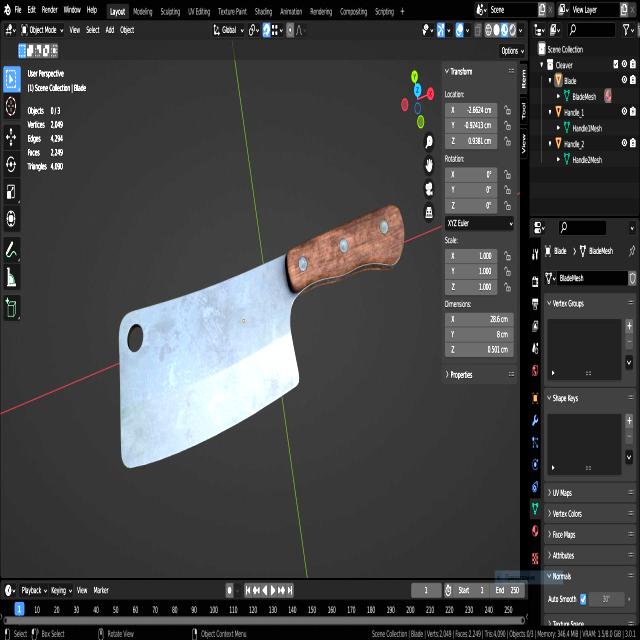 File Edit Render Window Help Layout Modeling Sculpting UV Editing Texture Paint Shading Animation Rendering Compositing Scripting + Scene View Layer
Object Mode View Select Add Object Global
Options
User Perspective
(1) Scene Collection | Blade
Objects 0 / 3
Vertices 2,049
Edges 4,294
Faces 2,249
Triangles 4,090
Y
Z
X
Transform
Location:
X -2.6624 cm
Y -0.92413 cm
Z 0.9381 cm
Rotation:
X 0°
Y 0°
Z 0°
XYZ Euler
Scale:
X 1.000
Y 1.000
Z 1.000
Dimensions:
X 28.6 cm
Y 8 cm
Z 0.501 cm
Properties
Item
Tool
View
Scene Collection
Cleaver
Blade
BladeMesh
Handle_1
Handle1Mesh
Handle_2
Handle2Mesh
Blade BladeMesh
BladeMesh
Vertex Groups
Shape Keys
UV Maps
Vertex Colors
Face Maps
Attributes
Normals
Auto Smooth 30°
Texture Space
Playback Keying View Marker 1 Start 1 End 250
1 10 20 30 40 50 60 70 80 90 100 110 120 130 140 150 160 170 180 190 200 210 220 230 240 250
Select Box Select Rotate View Object Context Menu Scene Collection | Blade | Verts:2,049 | Faces:2,249 | Tris:4,090 | Objects:0/3 | Memory: 346.6 MB | VRAM: 1.5/8.0 GiB | 3.0.1